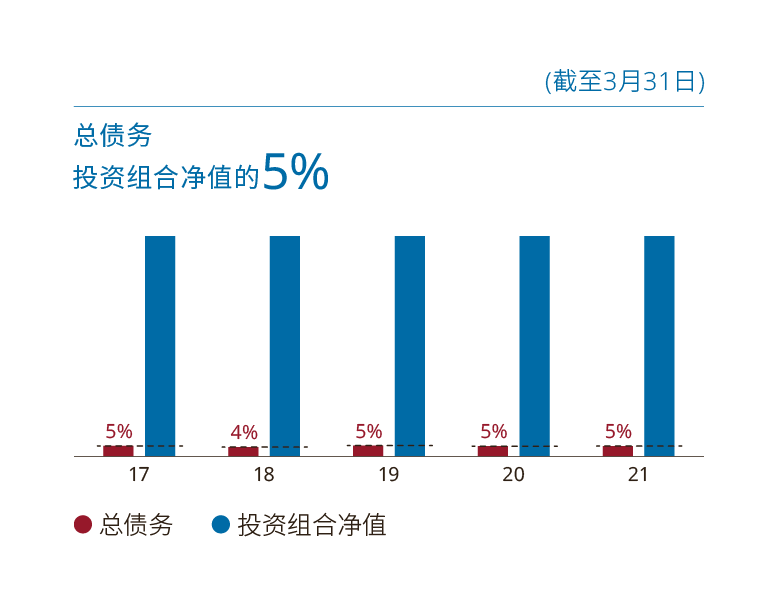 (截至3月31日)
总债务
投资组合净值的5%
5% 4% 5% 5% 5%
17 18 19 20 21
总债务 投资组合净值